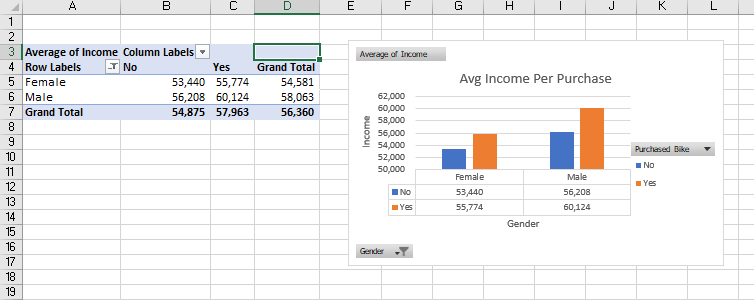 A B C D E F G H I J K L
1
2
3 Average of Income Column Labels
4 Row Labels No Yes Grand Total
5 Female 53,440 55,774 54,581
6 Male 56,208 60,124 58,063
7 Grand Total 54,875 57,963 56,360
8
9
10
11
12
13
14
15
16
17
18
19
Average of Income
Avg Income Per Purchase
62,000
60,000
58,000
56,000
54,000
52,000
50,000
Income
Female Male
No 53,440 56,208
Yes 55,774 60,124
Gender
Purchased Bike
No
Yes
Gender